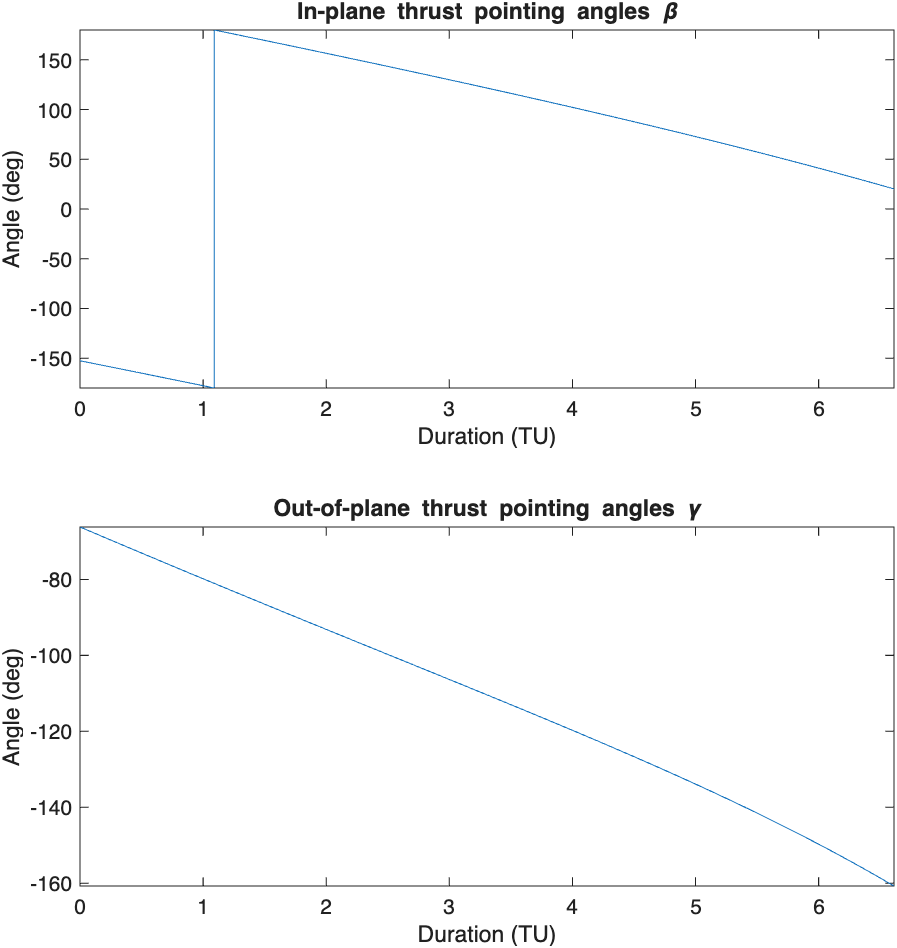 In-plane thrust pointing angles β
150
100
50
0
-50
-100
-150
Angle (deg)
0 1 2 3 4 5 6
Duration (TU)
Out-of-plane thrust pointing angles γ
-80
-100
-120
-140
-160
Angle (deg)
0 1 2 3 4 5 6
Duration (TU)